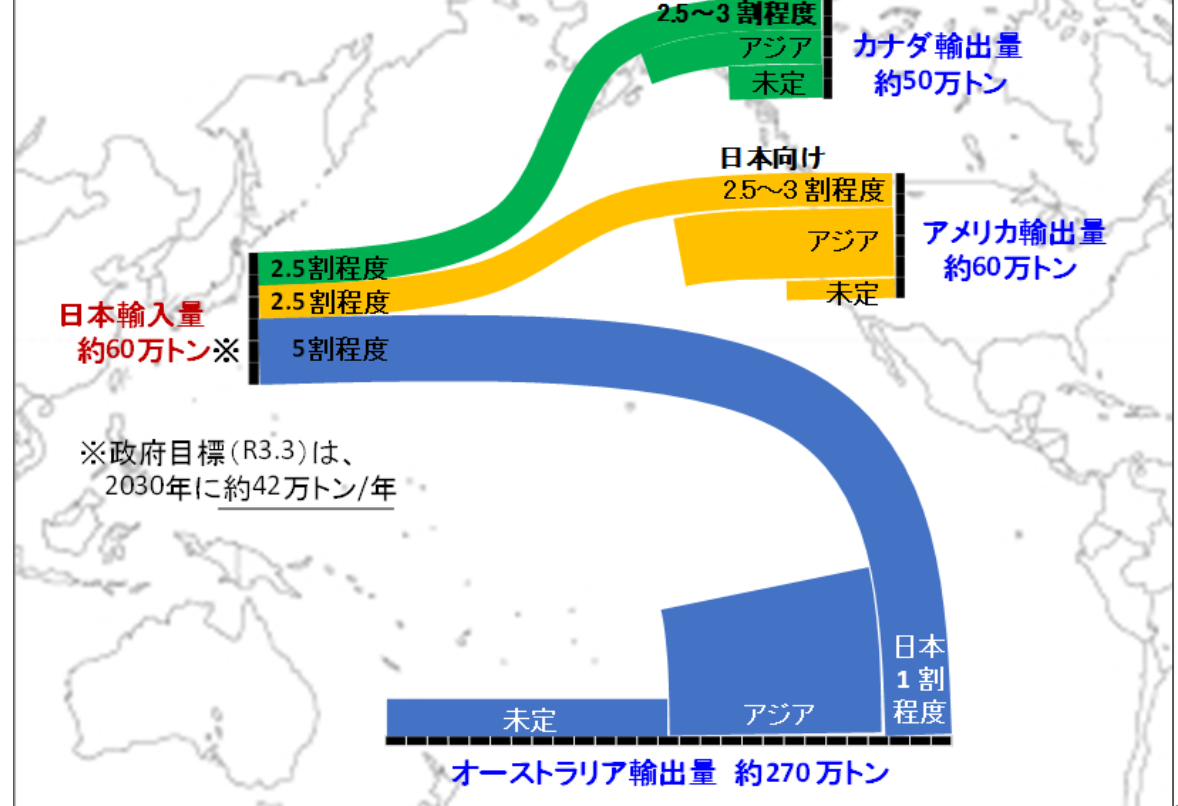 2.5～3 割程度
アジア
未定
カナダ輸出量
約50万トン
日本向け
2.5～3 割程度
アジア
未定
アメリカ輸出量
約60万トン
2.5割程度
2.5割程度
5割程度
日本輸入量
約60万トン※
※政府目標（R3.3）は、
2030年に約42万トン/年
日本
1 割
程度
未定
アジア
オーストラリア輸出量 約270万トン